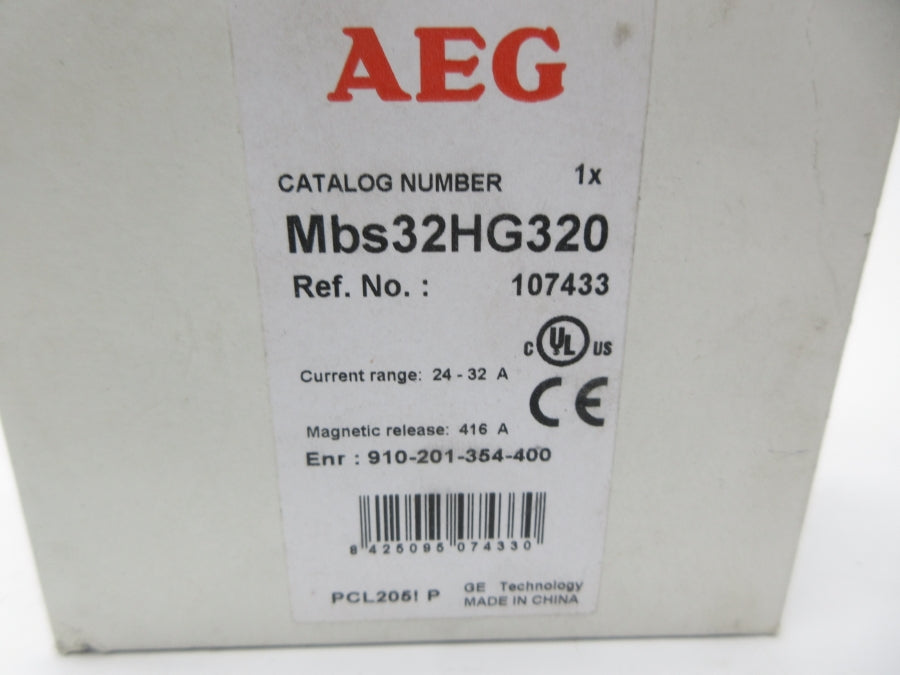 AEG
CATALOG NUMBER 1x
Mbs32HG320
Ref. No. : 107433
C UL US
Current range: 24 - 32 A
CE
Magnetic release: 416 A
Enr : 910-201-354-400
8 425095 074330
PCL205! P GE Technology
MADE IN CHINA